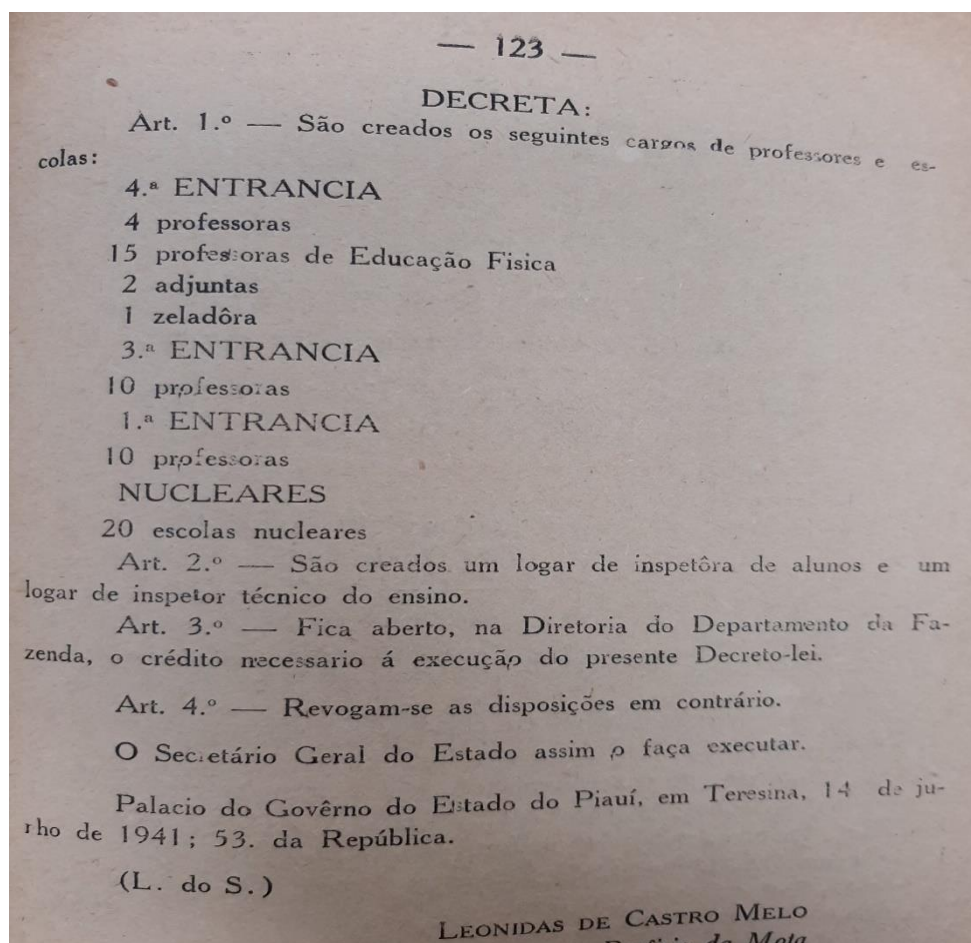 — 123 —
DECRETA:
Art. 1.º — São creados os seguintes cargos de professores e es-
colas:
4.ª ENTRANCIA
4 professoras
15 professoras de Educação Fisica
2 adjuntas
1 zeladôra
3.ª ENTRANCIA
10 professoras
1.ª ENTRANCIA
10 professoras
NUCLEARES
20 escolas nucleares
Art. 2.º — São creados um logar de inspetôra de alunos e um
logar de inspetor técnico do ensino.
Art. 3.º — Fica aberto, na Diretoria do Departamento da Fa-
zenda, o crédito necessario á execução do presente Decreto-lei.
Art. 4.º — Revogam-se as disposições em contrário.
O Secretário Geral do Estado assim o faça executar.
Palacio do Govêrno do Estado do Piauí, em Teresina, 14 de ju-
nho de 1941; 53. da República.
(L. do S.)
LEONIDAS DE CASTRO MELO
da Mota